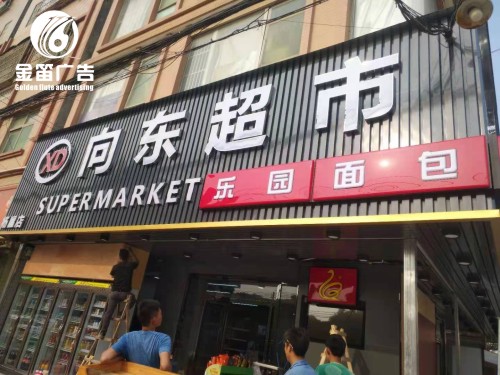 金笛广告
Golden flute advertising
XD
向东超市
SUPERMARKET
乐园面包